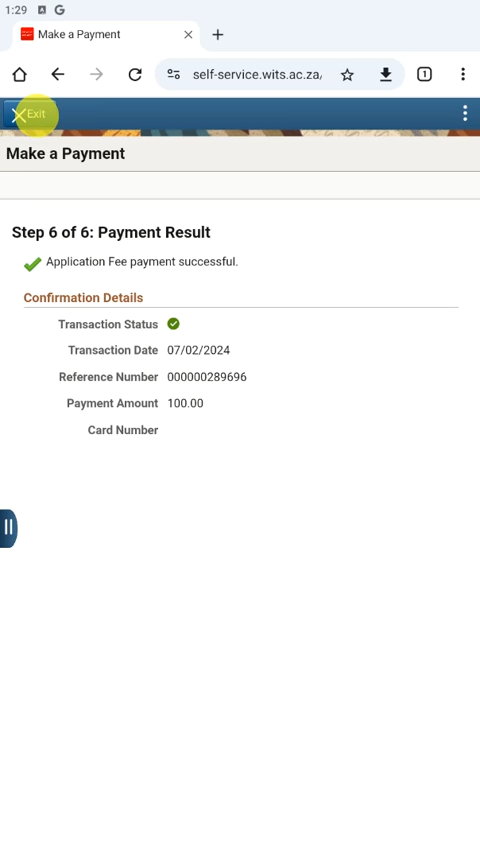 1:29
Make a Payment
self-service.wits.ac.za/
1
Exit
Make a Payment
Step 6 of 6: Payment Result
Application Fee payment successful.
Confirmation Details
Transaction Status
Transaction Date 07/02/2024
Reference Number 000000289696
Payment Amount 100.00
Card Number